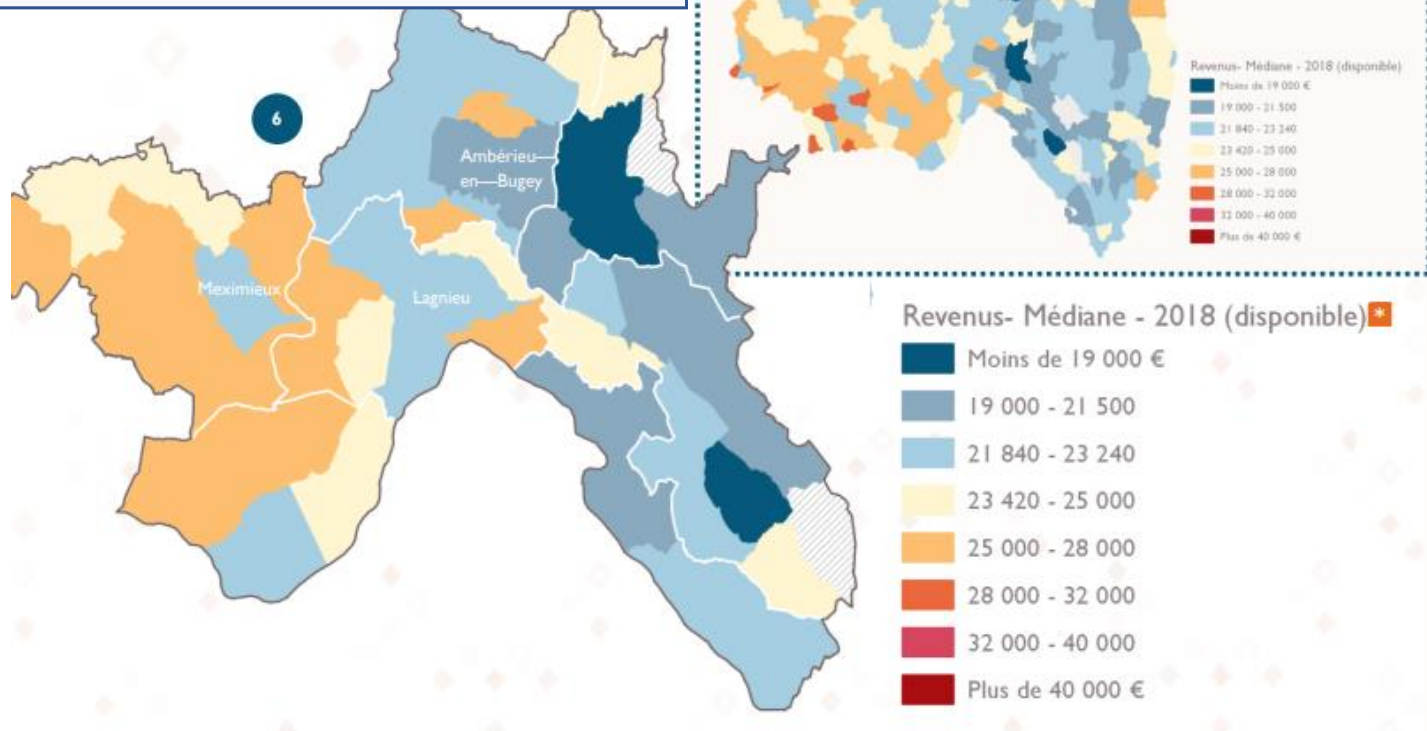 6
Ambérieu—
en—Bugey
Meximieux
Lagnieu
Revenus- Médiane - 2018 (disponible)
Moins de 19 000 €
19 000 - 21 500
21 840 - 23 240
23 420 - 25 000
25 000 - 28 000
28 000 - 32 000
32 000 - 40 000
Plus de 40 000 €
Revenus- Médiane - 2018 (disponible)*
Moins de 19 000 €
19 000 - 21 500
21 840 - 23 240
23 420 - 25 000
25 000 - 28 000
28 000 - 32 000
32 000 - 40 000
Plus de 40 000 €